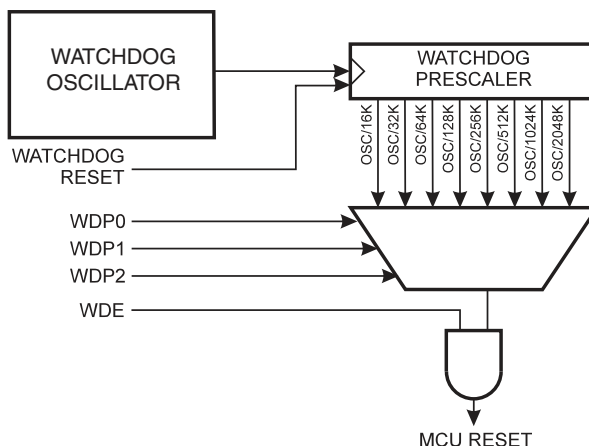 WATCHDOG
OSCILLATOR
WATCHDOG
PRESCALER
WATCHDOG
RESET
OSC/16K
OSC/32K
OSC/64K
OSC/128K
OSC/256K
OSC/512K
OSC/1024K
OSC/2048K
WDP0
WDP1
WDP2
WDE
MCU RESET